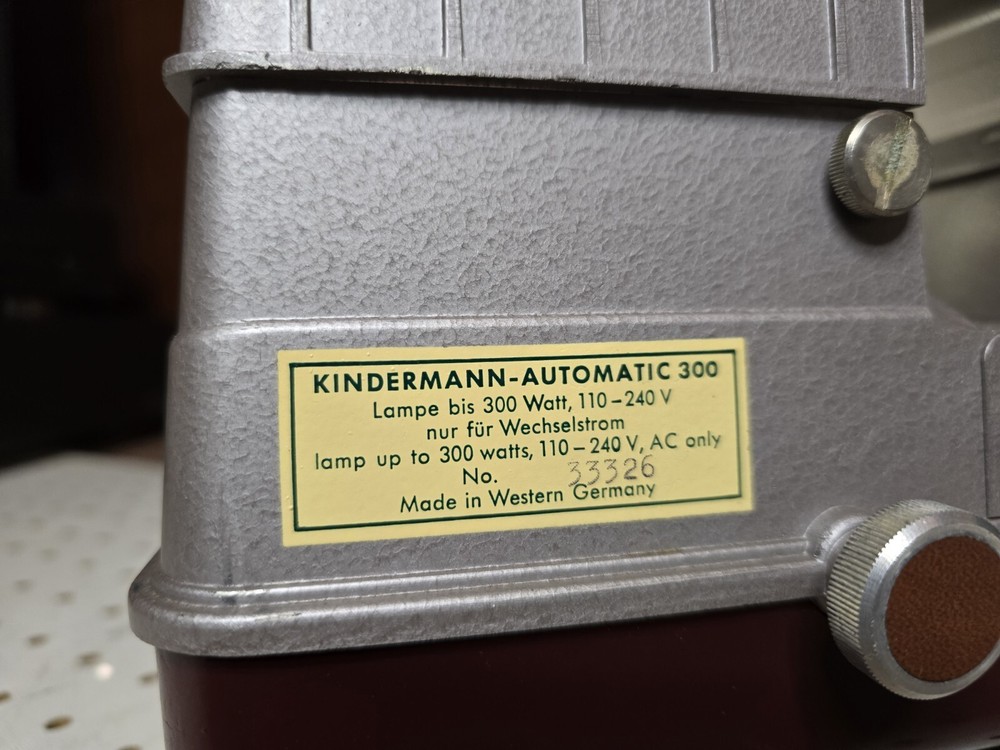 KINDERMANN-AUTOMATIC 300
Lampe bis 300 Watt, 110–240 V
nur für Wechselstrom
lamp up to 300 watts, 110–240 V, AC only
No. 33326
Made in Western Germany